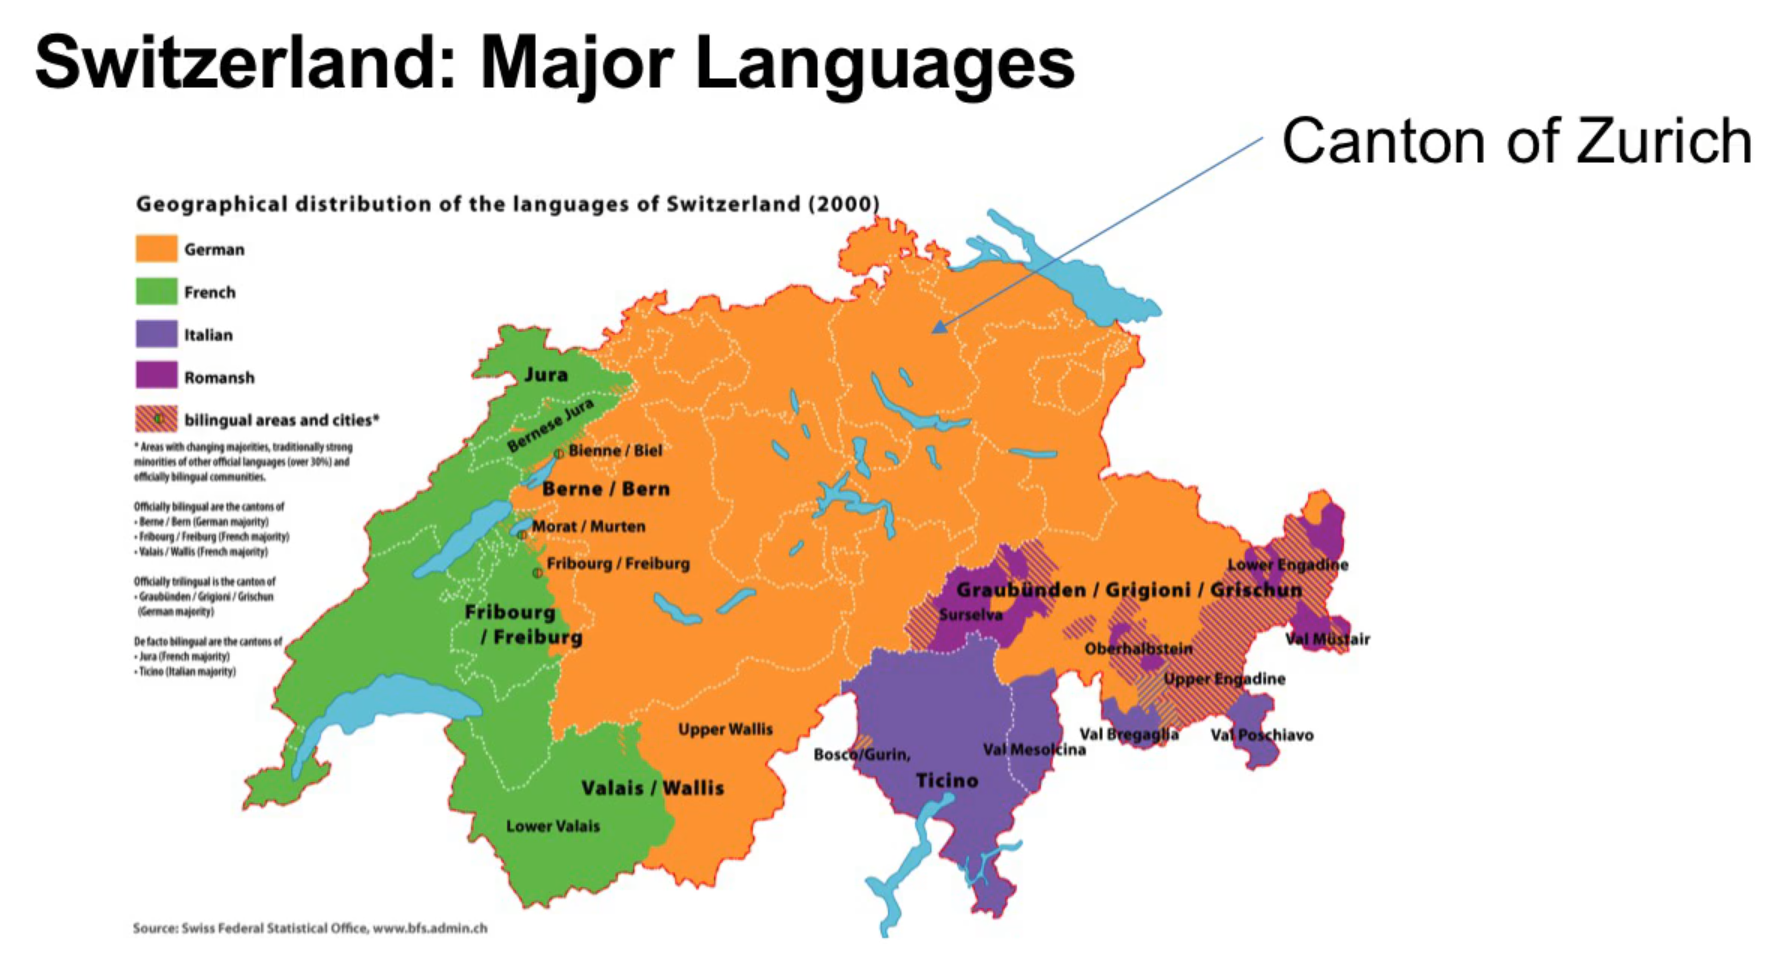 Switzerland: Major Languages
Canton of Zurich
Geographical distribution of the languages of Switzerland (2000)
German
French
Italian
Romansh
bilingual areas and cities*
* Areas with changing majorities, traditionally strong
minorities of other official languages (over 30%) and
officially bilingual communities.
Officially bilingual are the cantons of
• Berne / Bern (German majority)
• Fribourg / Freiburg (French majority)
• Valais / Wallis (French majority)
Officially trilingual is the canton of
• Graubünden / Grigioni / Grischun
(German majority)
De facto bilingual are the cantons of
• Jura (French majority)
• Ticino (Italian majority)
Jura
Bernese Jura
Bienne / Biel
Berne / Bern
Morat / Murten
Fribourg / Freiburg
Fribourg
/ Freiburg
Lower Engadine
Graubünden / Grigioni / Grischun
Surselva
Val Müstair
Oberhalbstein
Upper Engadine
Upper Wallis
Val Bregaglia
Val Poschiavo
Bosco/Gurin,
Val Mesolcina
Ticino
Valais / Wallis
Lower Valais
Source: Swiss Federal Statistical Office, www.bfs.admin.ch